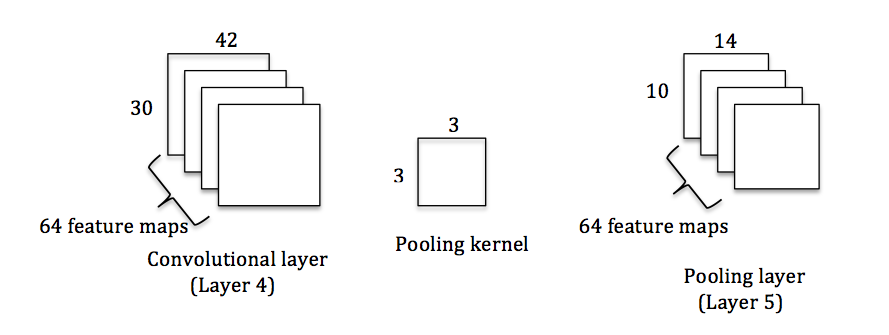 42
30
64 feature maps
Convolutional layer
(Layer 4)
3
3
Pooling kernel
14
10
64 feature maps
Pooling layer
(Layer 5)